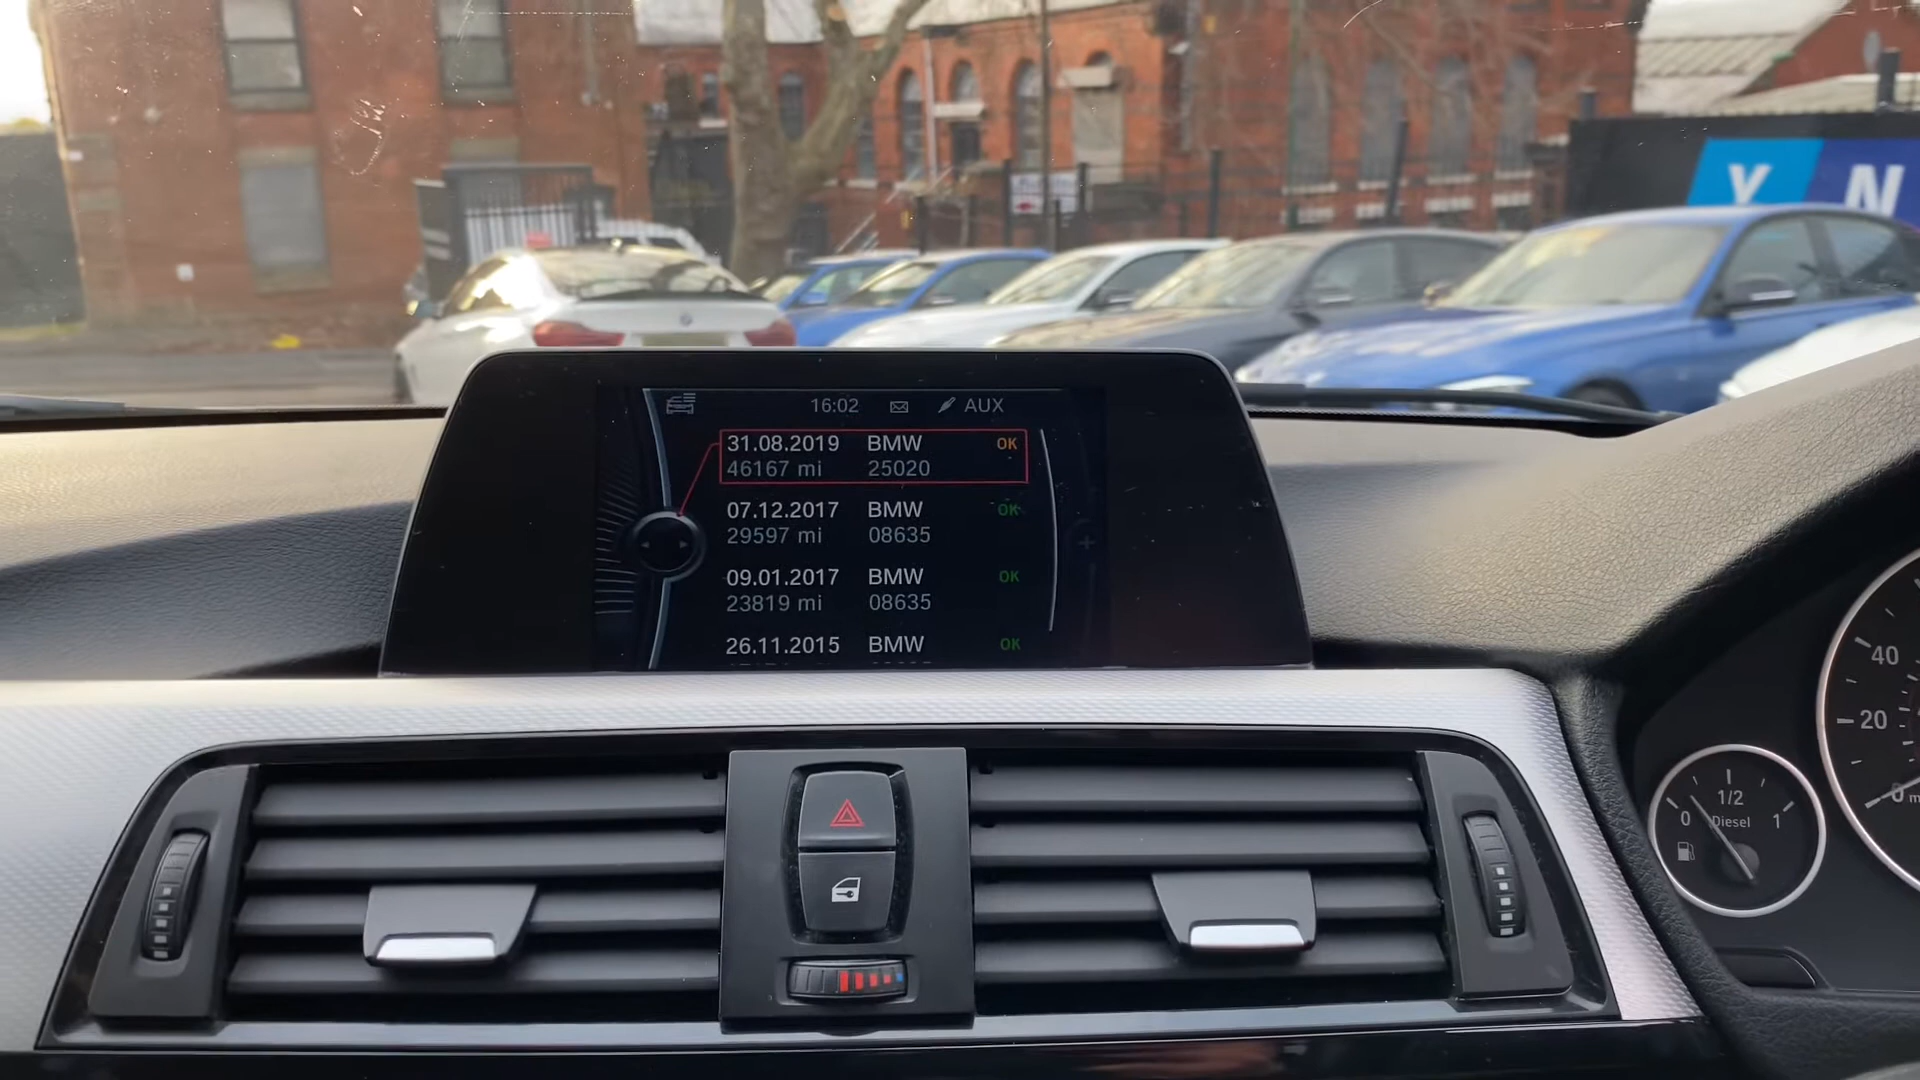 Y N
16:02 AUX
31.08.2019 BMW OK
46167 mi 25020
07.12.2017 BMW OK
29597 mi 08635
09.01.2017 BMW OK
23819 mi 08635
26.11.2015 BMW OK
40
20
0
1/2
0 Diesel 1